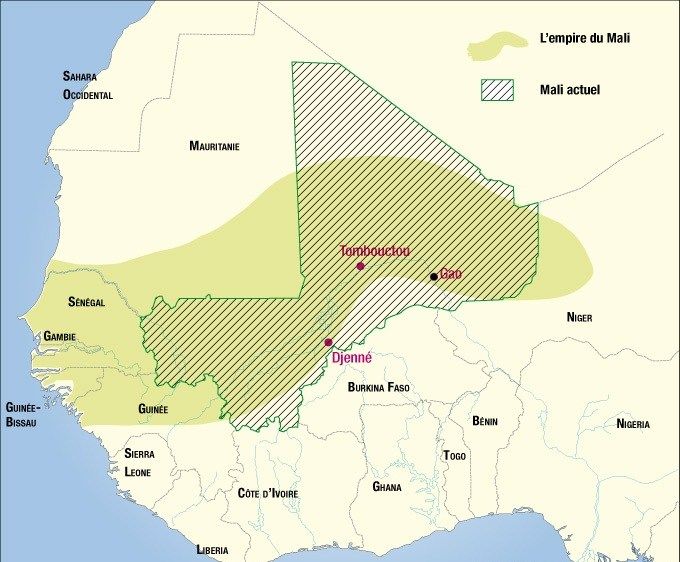 L'empire du Mali
Mali actuel
Sahara
Occidental
Mauritanie
Tombouctou
Gao
Sénégal
Niger
Gambie
Djenné
Burkina Faso
Guinée-
Bissau
Guinée
Bénin
Nigeria
Sierra
Leone
Togo
Côte d'Ivoire
Ghana
Liberia